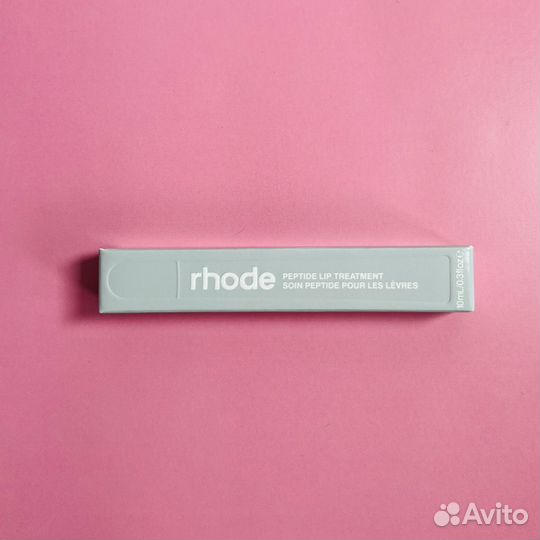 rhode
PEPTIDE LIP TREATMENT
SOIN PEPTIDE POUR LES LÈVRES
10mL/0.3fl oz ℮
Avito